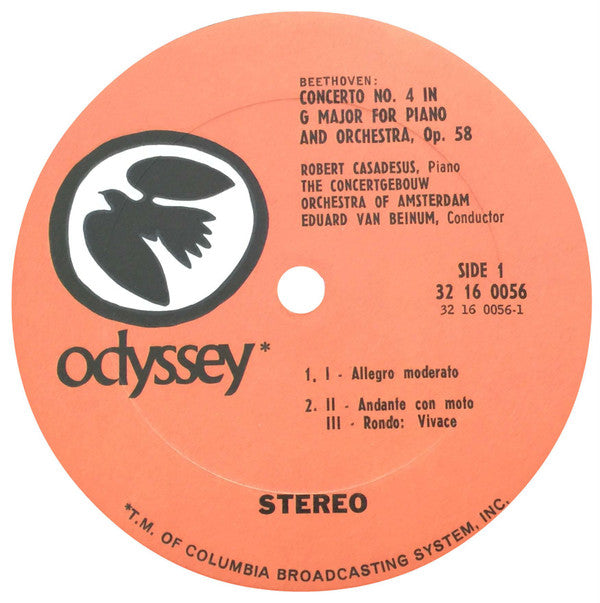 BEETHOVEN:
CONCERTO NO. 4 IN
G MAJOR FOR PIANO
AND ORCHESTRA, Op. 58
ROBERT CASADESUS, Piano
THE CONCERTGEBOUW
ORCHESTRA OF AMSTERDAM
EDUARD VAN BEINUM, Conductor
SIDE 1
32 16 0056
32 16 0056-1
odyssey*
1. I - Allegro moderato
2. II - Andante con moto
III - Rondo: Vivace
STEREO
*T.M. OF COLUMBIA BROADCASTING SYSTEM, INC.